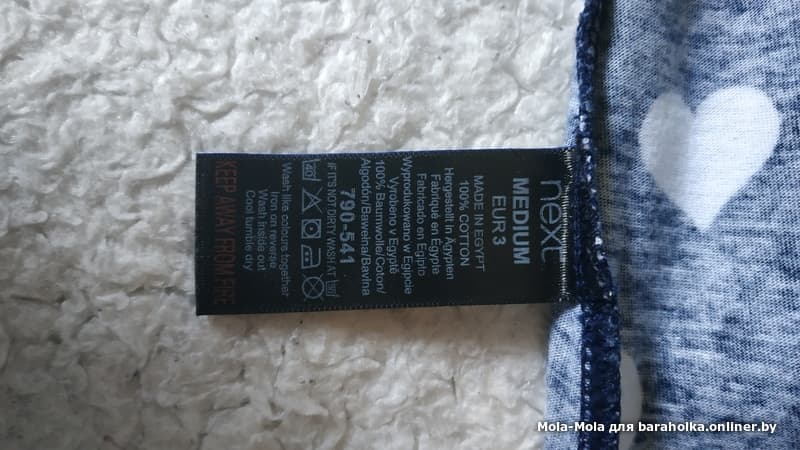 next
MEDIUM
EUR 3
MADE IN EGYPT
100% COTTON
Hergestellt in Ägypten
Fabriqué en Égypte
Fabricado en Egipto
Wyprodukowano w Egipcie
Vyrobeno v Egyptě
100% Baumwolle/Coton/
Algodón/Bawełna/Bavlna
790-541
IF IT'S NOT DIRTY WASH AT
Wash like colours together
Iron on reverse
Wash inside out
Cool tumble dry
KEEP AWAY FROM FIRE
Mola-Mola для baraholka.onliner.by